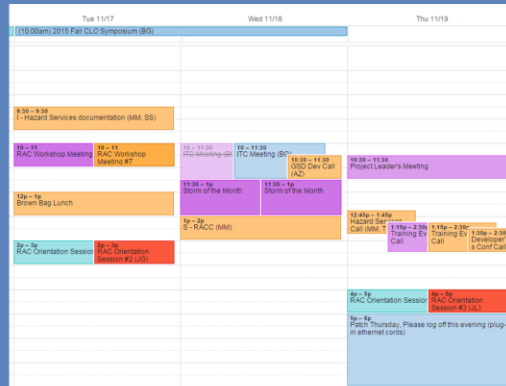 Tue 11/17
Wed 11/18
Thu 11/19
(10:00am) 2015 Fall CLO Symposium (BG)
8:30 – 9:30
I - Hazard Services documentation (MM, SS)
10 – 11
RAC Workshop Meeting
10 – 11
RAC Workshop
Meeting #7
12p – 1p
Brown Bag Lunch
2p – 3p
RAC Orientation Session
2p – 3p
RAC Orientation
Session #2 (JG)
10 – 11:30
ITC Meeting (BG
10 – 11:30
ITC Meeting (BG)
10:30 – 11:30
GSD Dev Call
(AZ)
11:30 – 1p
Storm of the Month
11:30 – 1p
Storm of the Month
1p – 2p
S - RACC (MM)
10:30 – 11:30
Project Leader's Meeting
12:45p – 1:45p
Hazard Services
Call (MM, T
1:15p – 2:30p
Training Ev
Call
1:15p – 2:30p
Training Ev
Call
1:30p – 2:30
Developer'
s Conf Call
4p – 5p
RAC Orientation Session
4p – 5p
RAC Orientation
Session #3 (JL)
5p – 8p
Patch Thursday, Please log off this evening (plug-
in ethernet cords)